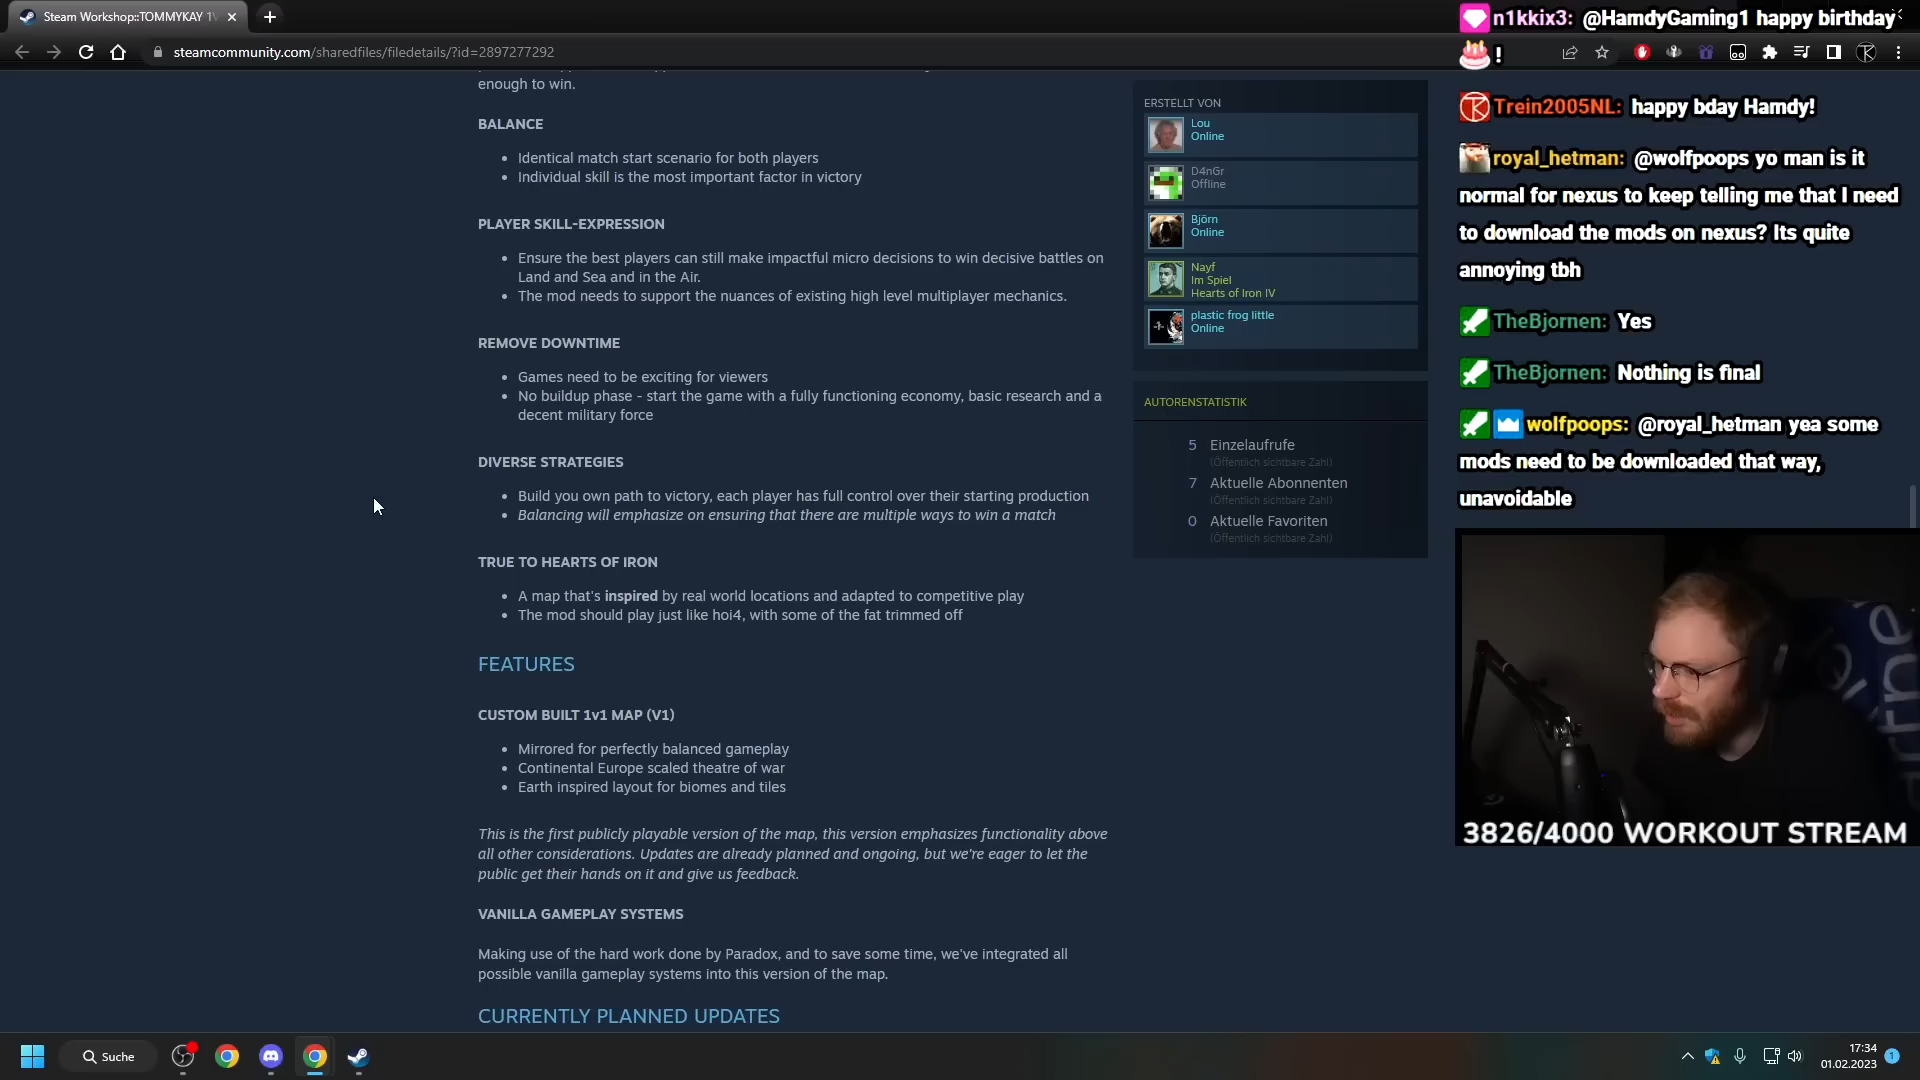 Steam Workshop::TOMMYKAY 1V
steamcommunity.com/sharedfiles/filedetails/?id=2897277292
enough to win.
BALANCE
Identical match start scenario for both players
Individual skill is the most important factor in victory
PLAYER SKILL-EXPRESSION
Ensure the best players can still make impactful micro decisions to win decisive battles on
Land and Sea and in the Air.
The mod needs to support the nuances of existing high level multiplayer mechanics.
REMOVE DOWNTIME
Games need to be exciting for viewers
No buildup phase - start the game with a fully functioning economy, basic research and a
decent military force
DIVERSE STRATEGIES
Build you own path to victory, each player has full control over their starting production
Balancing will emphasize on ensuring that there are multiple ways to win a match
TRUE TO HEARTS OF IRON
A map that's inspired by real world locations and adapted to competitive play
The mod should play just like hoi4, with some of the fat trimmed off
FEATURES
CUSTOM BUILT 1v1 MAP (V1)
Mirrored for perfectly balanced gameplay
Continental Europe scaled theatre of war
Earth inspired layout for biomes and tiles
This is the first publicly playable version of the map, this version emphasizes functionality above
all other considerations. Updates are already planned and ongoing, but we're eager to let the
public get their hands on it and give us feedback.
VANILLA GAMEPLAY SYSTEMS
Making use of the hard work done by Paradox, and to save some time, we've integrated all
possible vanilla gameplay systems into this version of the map.
CURRENTLY PLANNED UPDATES
ERSTELLT VON
Lou
Online
D4nGr
Offline
Björn
Online
Nayf
Im Spiel
Hearts of Iron IV
plastic frog little
Online
AUTORENSTATISTIK
5 Einzelaufrufe
(Öffentlich sichtbare Zahl)
7 Aktuelle Abonnenten
(Öffentlich sichtbare Zahl)
0 Aktuelle Favoriten
(Öffentlich sichtbare Zahl)
n1kkix3: @HamdyGaming1 happy birthday
!
Trein2005NL: happy bday Hamdy!
royal_hetman: @wolfpoops yo man is it
normal for nexus to keep telling me that I need
to download the mods on nexus? Its quite
annoying tbh
TheBjornen: Yes
TheBjornen: Nothing is final
wolfpoops: @royal_hetman yea some
mods need to be downloaded that way,
unavoidable
3826/4000 WORKOUT STREAM
Suche
17:34
01.02.2023
1